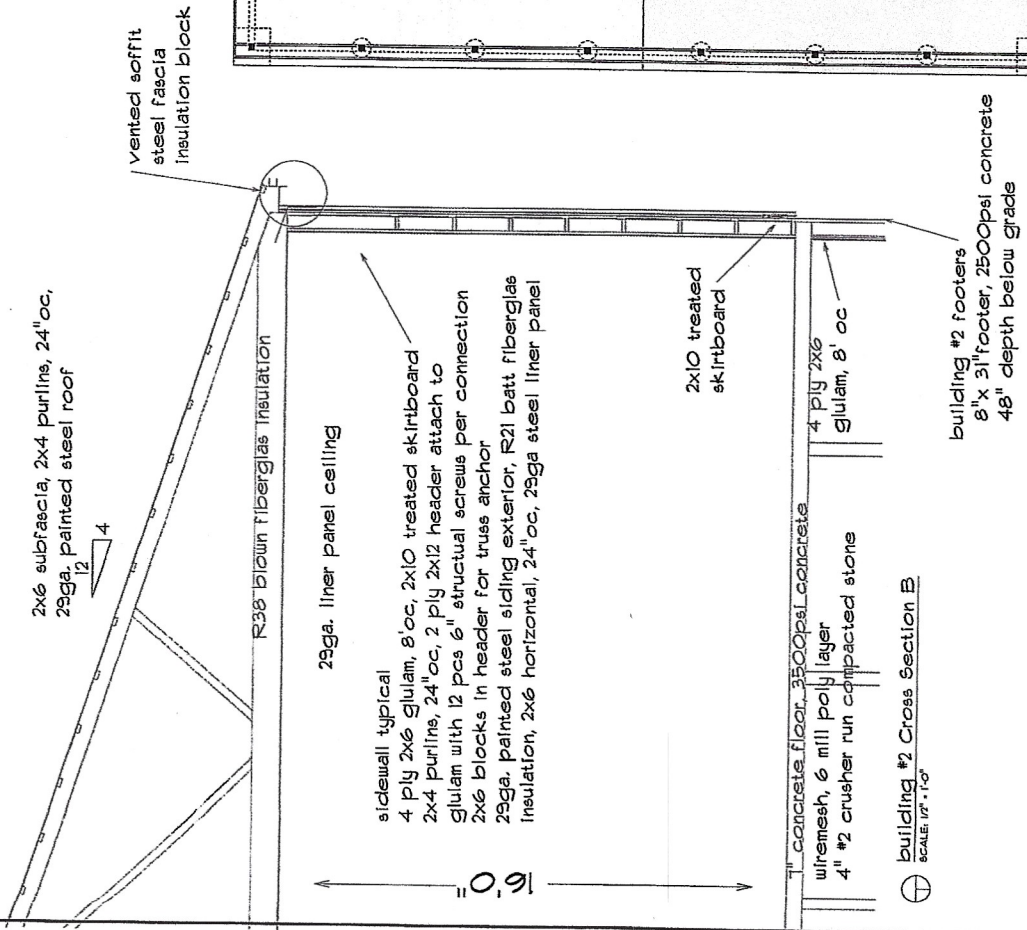 vented soffit
steel fascia
insulation block
2x6 subfascia, 2x4 purlins, 24"oc,
29ga. painted steel roof
12
4
R38 blown fiberglas insulation
29ga. liner panel ceiling
sidewall typical
4 ply 2x6 glulam, 8'oc, 2x10 treated skirtboard
2x4 purlins, 24"oc, 2 ply 2x12 header attach to
glulam with 12 pcs 6" structual screws per connection
2x6 blocks in header for truss anchor
29ga. painted steel siding exterior, R21 batt fiberglas
insulation, 2x6 horizontal, 24"oc, 29ga steel liner panel
16'0"
2x10 treated
skirtboard
4 ply 2x6
glulam, 8' oc
building #2 footers
8"x 31"footer, 2500psi concrete
48" depth below grade
7" concrete floor, 3500psi concrete
wiremesh, 6 mill poly layer
4" #2 crusher run compacted stone
building #2 Cross Section B
SCALE: 1/2" = 1'-0"